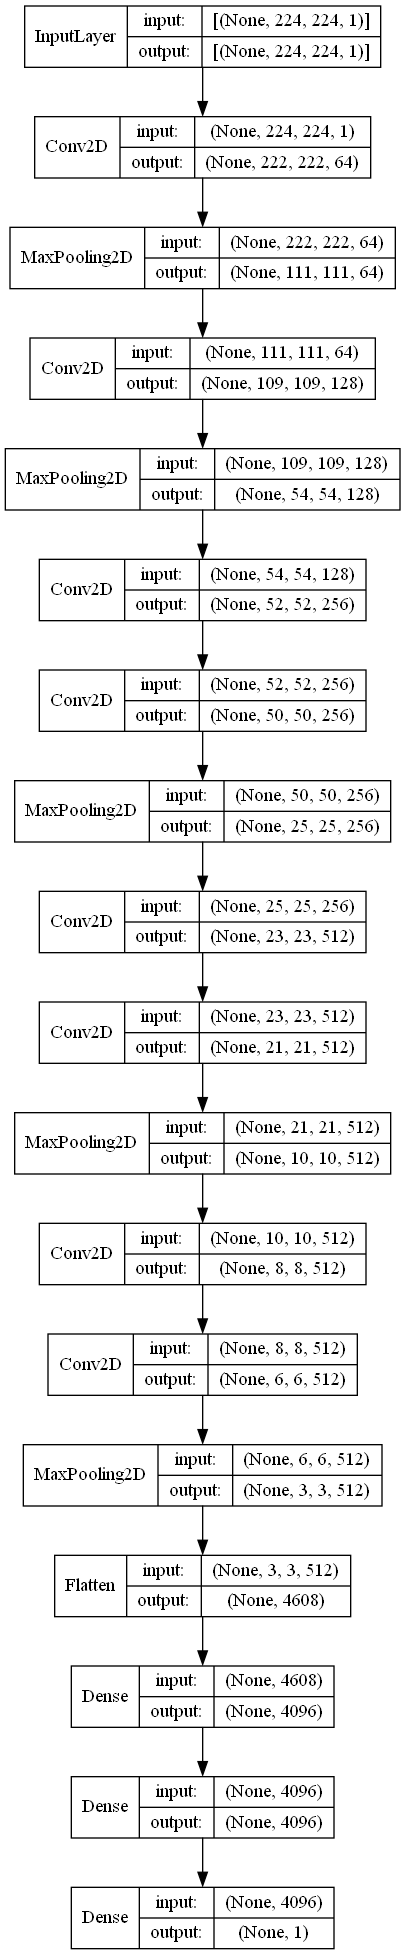 InputLayer
input: [(None, 224, 224, 1)]
output: [(None, 224, 224, 1)]
Conv2D
input: (None, 224, 224, 1)
output: (None, 222, 222, 64)
MaxPooling2D
input: (None, 222, 222, 64)
output: (None, 111, 111, 64)
Conv2D
input: (None, 111, 111, 64)
output: (None, 109, 109, 128)
MaxPooling2D
input: (None, 109, 109, 128)
output: (None, 54, 54, 128)
Conv2D
input: (None, 54, 54, 128)
output: (None, 52, 52, 256)
Conv2D
input: (None, 52, 52, 256)
output: (None, 50, 50, 256)
MaxPooling2D
input: (None, 50, 50, 256)
output: (None, 25, 25, 256)
Conv2D
input: (None, 25, 25, 256)
output: (None, 23, 23, 512)
Conv2D
input: (None, 23, 23, 512)
output: (None, 21, 21, 512)
MaxPooling2D
input: (None, 21, 21, 512)
output: (None, 10, 10, 512)
Conv2D
input: (None, 10, 10, 512)
output: (None, 8, 8, 512)
Conv2D
input: (None, 8, 8, 512)
output: (None, 6, 6, 512)
MaxPooling2D
input: (None, 6, 6, 512)
output: (None, 3, 3, 512)
Flatten
input: (None, 3, 3, 512)
output: (None, 4608)
Dense
input: (None, 4608)
output: (None, 4096)
Dense
input: (None, 4096)
output: (None, 4096)
Dense
input: (None, 4096)
output: (None, 1)